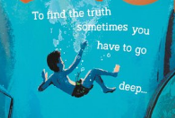 To find the truth
sometimes you
have to go
deep...